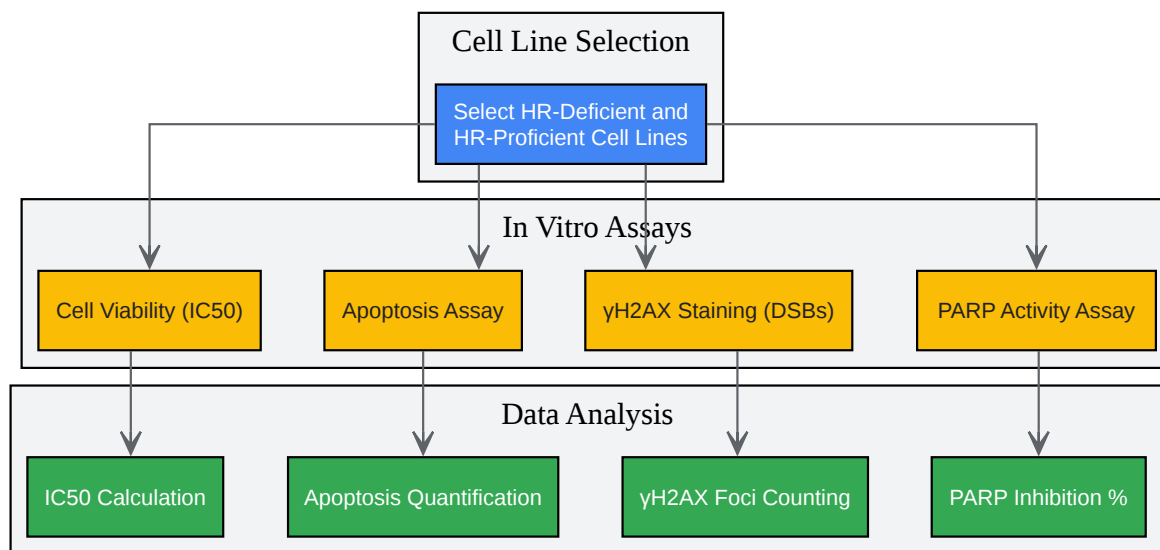 Cell Line Selection
Select HR-Deficient and
HR-Proficient Cell Lines
In Vitro Assays
Cell Viability (IC50)
Apoptosis Assay
γH2AX Staining (DSBs)
PARP Activity Assay
Data Analysis
IC50 Calculation
Apoptosis Quantification
γH2AX Foci Counting
PARP Inhibition %